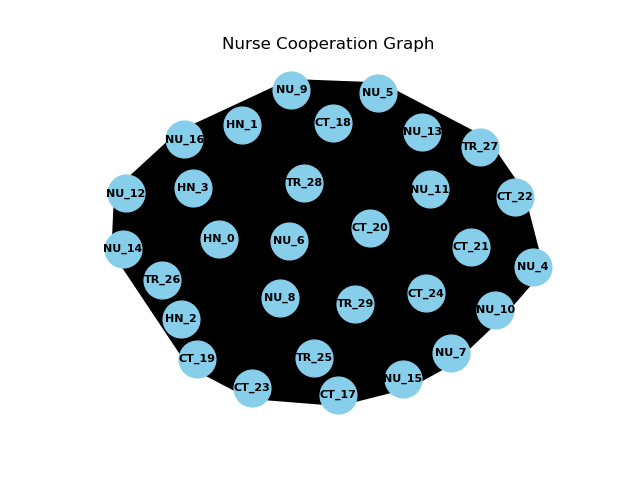 Nurse Cooperation Graph
NU_9
NU_5
CT_18
HN_1
NU_13
NU_16
TR_27
TR_28
HN_3
NU_11
NU_12
CT_22
CT_20
HN_0
NU_6
CT_21
NU_14
NU_4
TR_26
CT_24
NU_8
TR_29
NU_10
HN_2
NU_7
TR_25
CT_19
NU_15
CT_23
CT_17